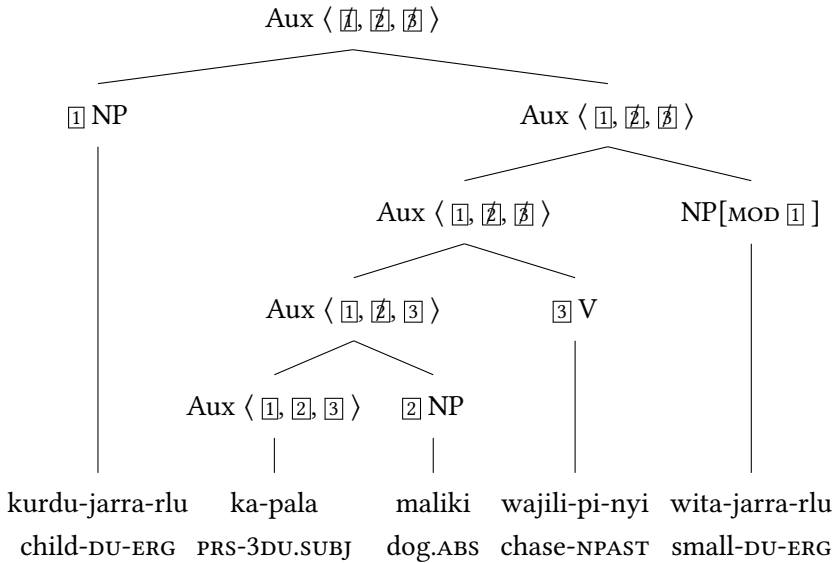 Aux ⟨ 1̸, 2̸, 3̸ ⟩
1 NP
Aux ⟨ 1, 2̸, 3̸ ⟩
Aux ⟨ 1, 2̸, 3̸ ⟩
NP[MOD 1 ]
Aux ⟨ 1, 2̸, 3 ⟩
3 V
Aux ⟨ 1, 2, 3 ⟩
2 NP
kurdu-jarra-rlu ka-pala maliki wajili-pi-nyi wita-jarra-rlu
child-DU-ERG PRS-3DU.SUBJ dog.ABS chase-NPAST small-DU-ERG